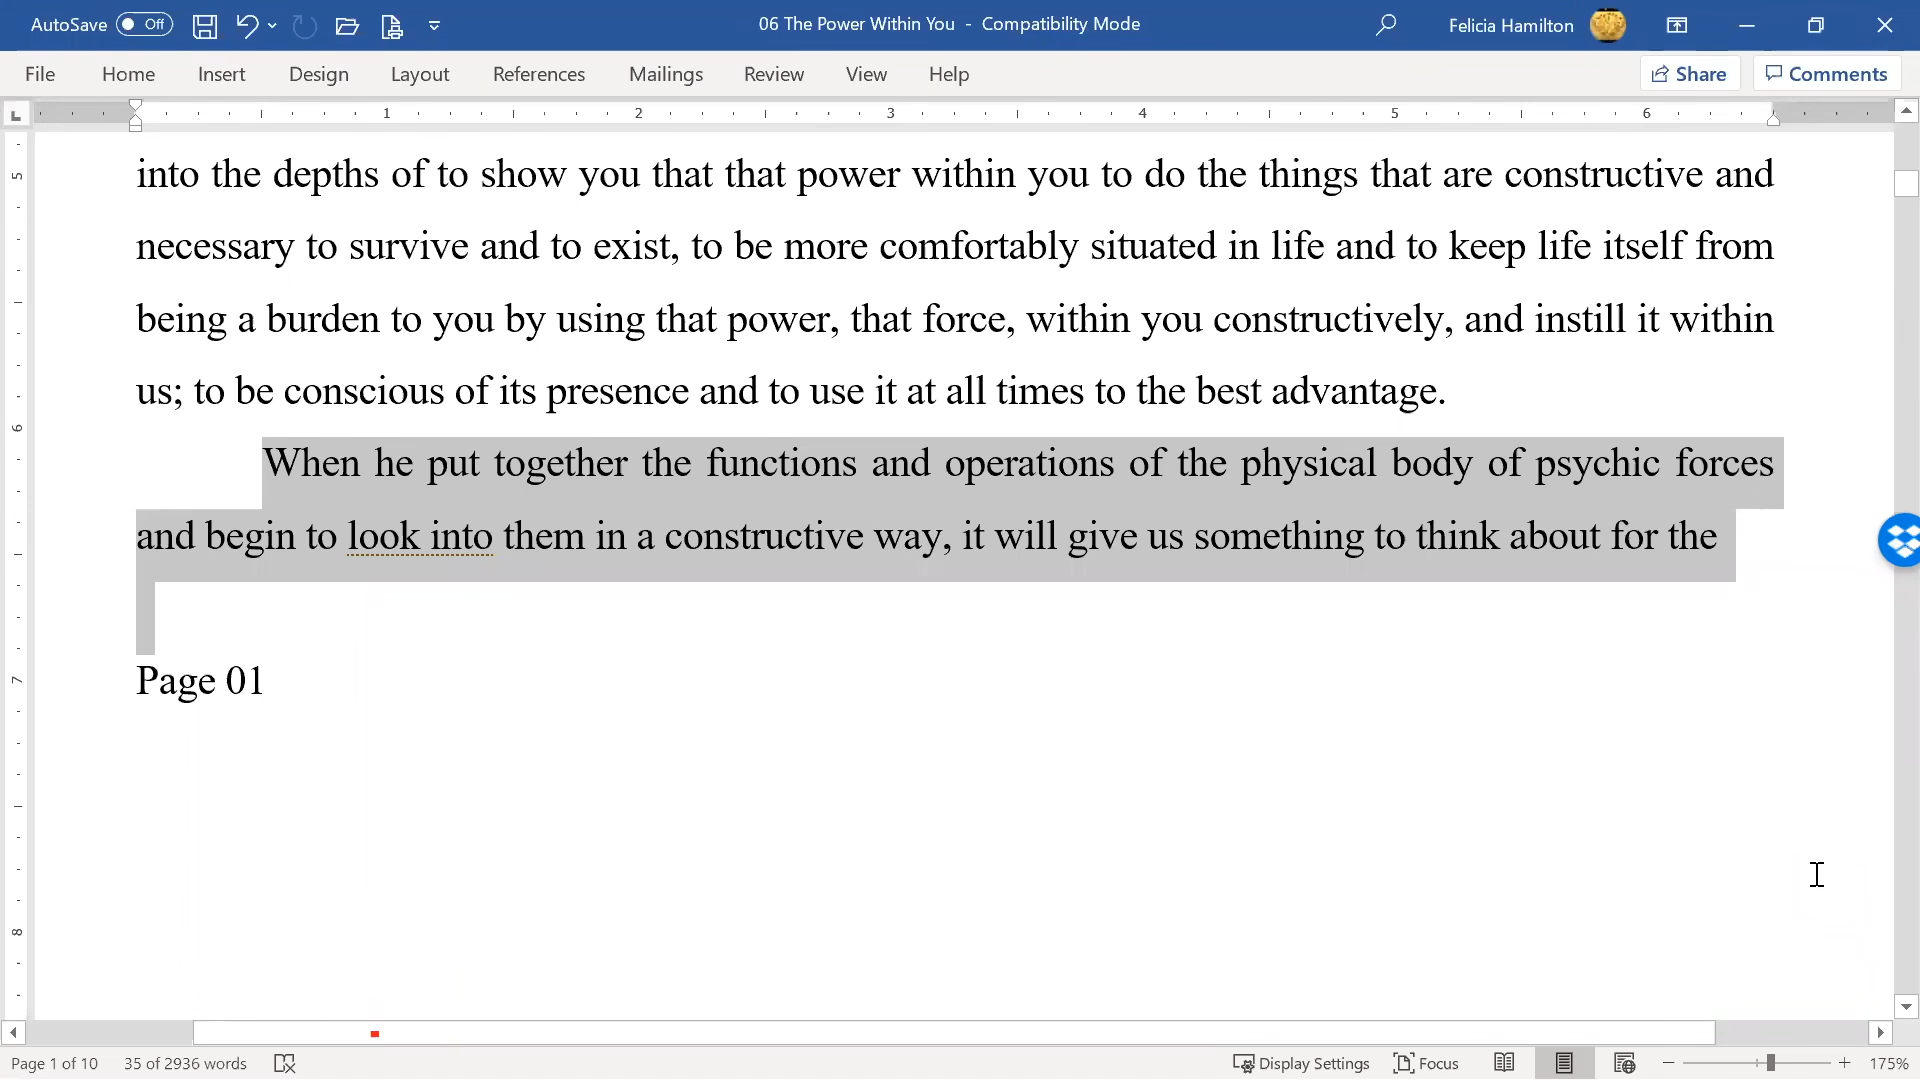 AutoSave Off 06 The Power Within You - Compatibility Mode Felicia Hamilton
File Home Insert Design Layout References Mailings Review View Help Share Comments
1 2 3 4 5 6
5
into the depths of to show you that that power within you to do the things that are constructive and
necessary to survive and to exist, to be more comfortably situated in life and to keep life itself from
being a burden to you by using that power, that force, within you constructively, and instill it within
us; to be conscious of its presence and to use it at all times to the best advantage.
6
When he put together the functions and operations of the physical body of psychic forces
and begin to look into them in a constructive way, it will give us something to think about for the
Page 01
7
8
Page 1 of 10 35 of 2936 words Display Settings Focus 175%